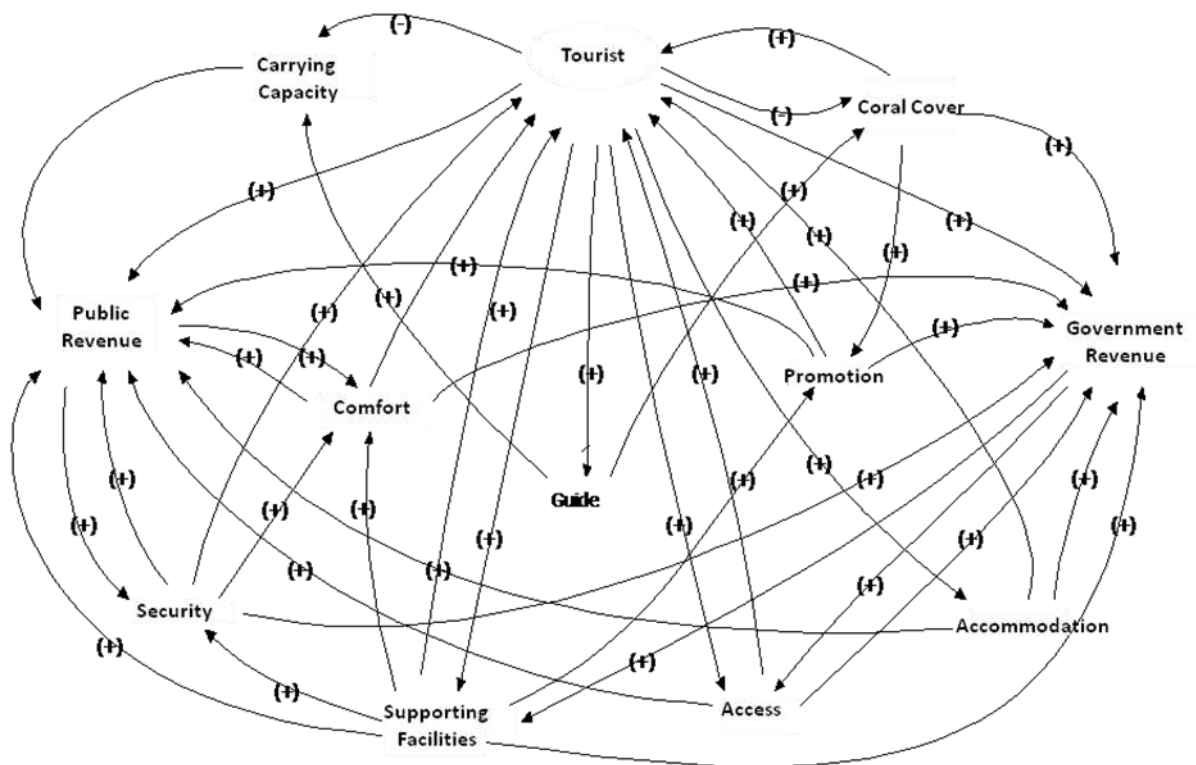 (-)
(+)
Tourist
Carrying
Capacity
Coral Cover
(-)
(+)
(+)
(+)
(+)
(+)
(+)
(+)
(+)
(+)
(+)
(+)
(+)
Public
Revenue
(+)
Government
Revenue
(+)
(+)
(+)
(+)
Promotion
Comfort
(+)
(+)
(+)
(+)
(+)
Guide
(+)
(+)
(+)
(+)
(+)
(+)
(+)
(+)
(+)
(+)
Security
Accommodation
(+)
(+)
(+)
Supporting
Facilities
Access